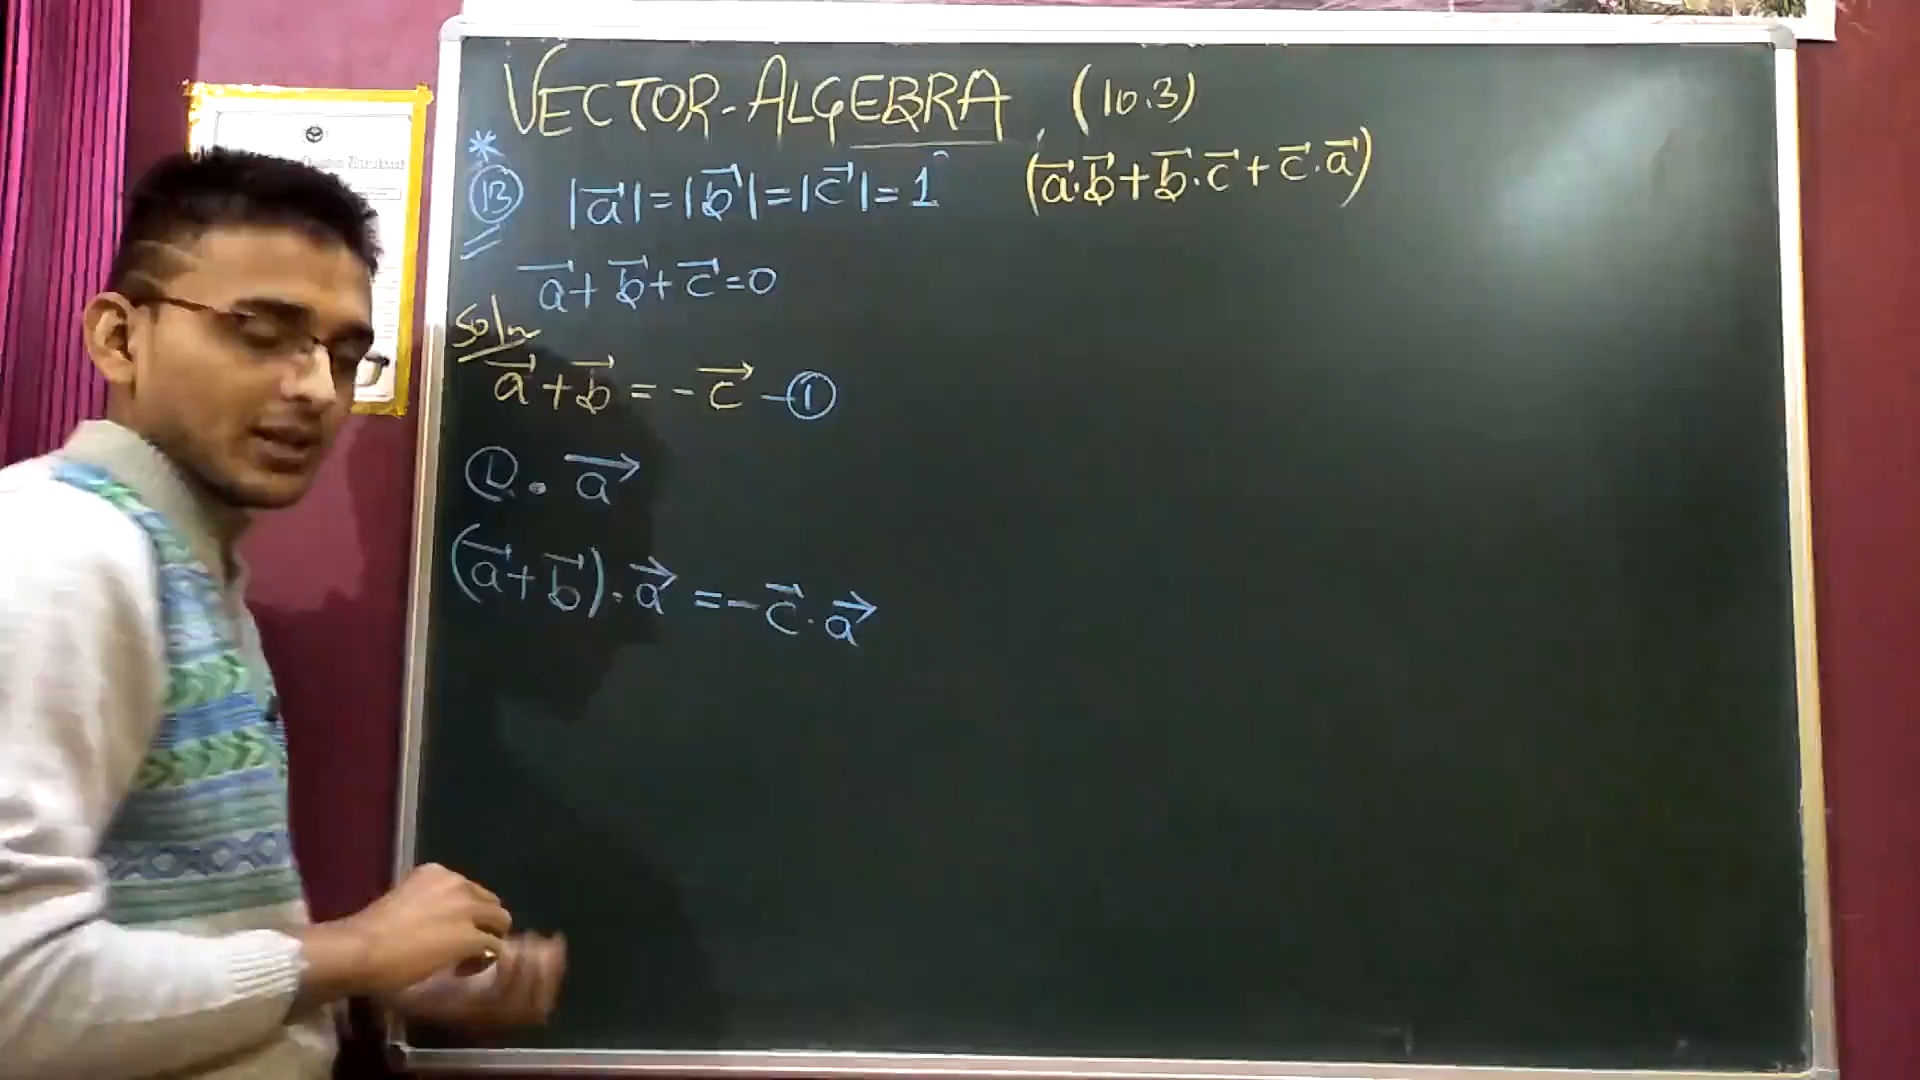 VECTOR-ALGEBRA (10.3)
* 13 |a⃗|=|b⃗|=|c⃗|=1 (a⃗.b⃗+b⃗.c⃗+c⃗.a⃗)
a⃗+b⃗+c⃗=0
Soln
a⃗+b⃗=-c⃗ -①
①. a⃗
(a⃗+b⃗).a⃗=-c⃗.a⃗